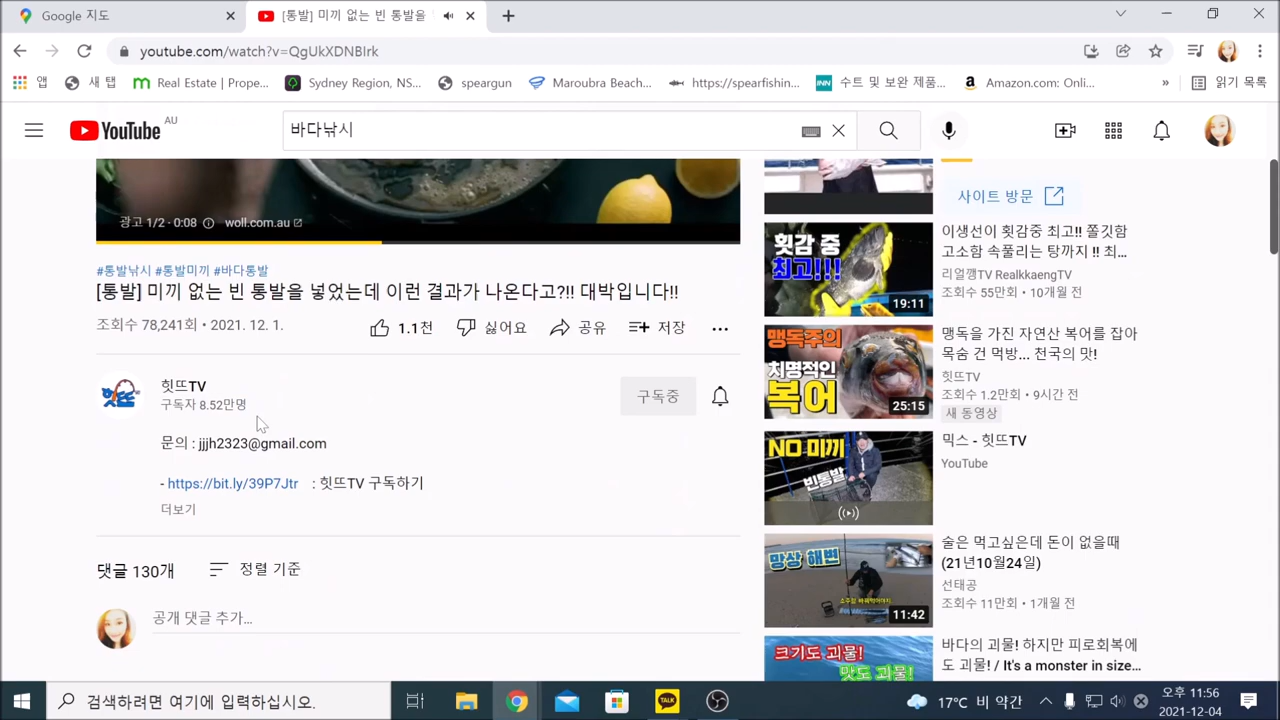 Google 지도
[통발] 미끼 없는 빈 통발을
youtube.com/watch?v=QgUkXDNBIrk
앱
새 탭
Real Estate | Prope...
Sydney Region, NS...
speargun
Maroubra Beach...
https://spearfishin...
수트 및 보완 제품...
Amazon.com: Onli...
»
읽기 목록
YouTube AU
바다낚시
광고 1/2 · 0:08 woll.com.au
#통발낚시 #통발미끼 #바다통발
[통발] 미끼 없는 빈 통발을 넣었는데 이런 결과가 나온다고?!! 대박입니다!!
조회수 78,241회 • 2021. 12. 1.
1.1천
싫어요
공유
저장
힛뜨TV
구독자 8.52만명
구독중
문의 : jjjh2323@gmail.com
- https://bit.ly/39P7Jtr : 힛뜨TV 구독하기
더보기
댓글 130개
정렬 기준
공개 댓글 추가...
사이트 방문
횟감 중
최고!!!
19:11
이생선이 횟감중 최고!! 쫄깃함
고소함 속풀리는 탕까지 !! 최...
리얼깽TV RealkkaengTV
조회수 55만회 • 10개월 전
맹독주의
치명적인
복어
25:15
맹독을 가진 자연산 복어를 잡아
목숨 건 먹방... 천국의 맛!
힛뜨TV
조회수 1.2만회 • 9시간 전
새 동영상
NO 미끼
빈통발
믹스 - 힛뜨TV
YouTube
망상 해변
11:42
술은 먹고싶은데 돈이 없을때
(21년10월24일)
선태공
조회수 11만회 • 1개월 전
크기도 괴물!
맛도 괴물!
바다의 괴물! 하지만 피로회복에
도 괴물! / It's a monster in size...
검색하려면 여기에 입력하십시오.
TALK
17°C 비 약간
오후 11:56
2021-12-04